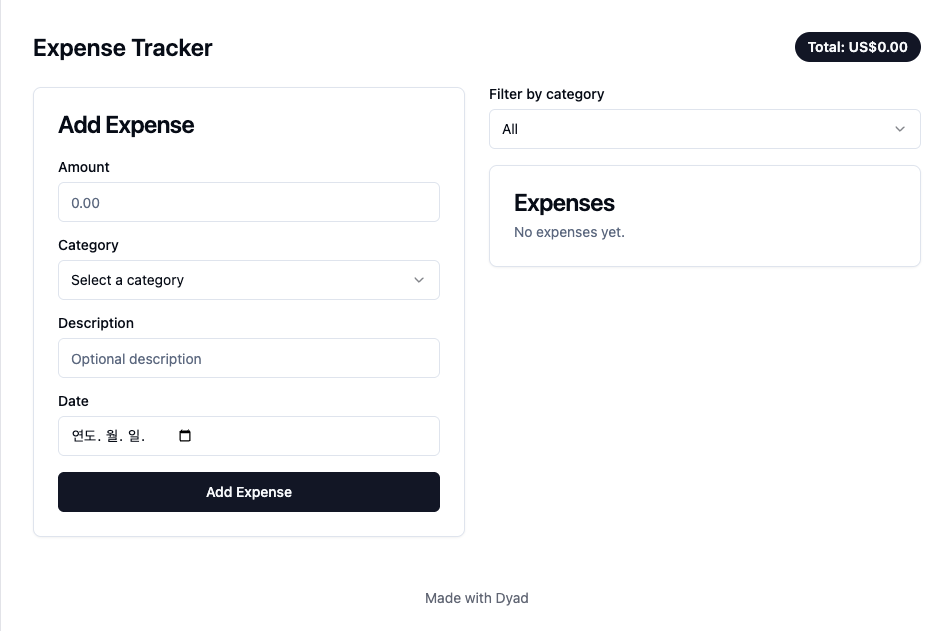 Expense Tracker
Total: US$0.00
Add Expense
Amount
0.00
Category
Select a category
Description
Optional description
Date
연도. 월. 일.
Add Expense
Filter by category
All
Expenses
No expenses yet.
Made with Dyad